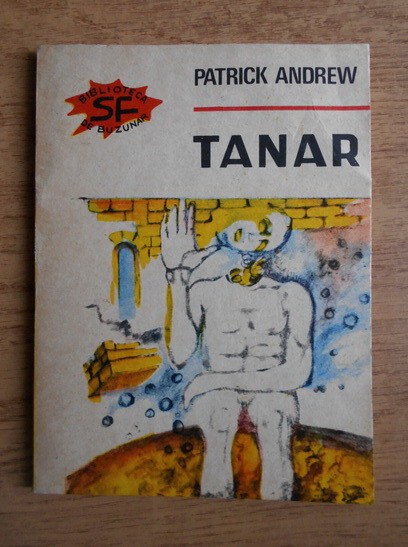 BIBLIOTECA
SF
DE BUZUNAR
PATRICK ANDREW
TANAR